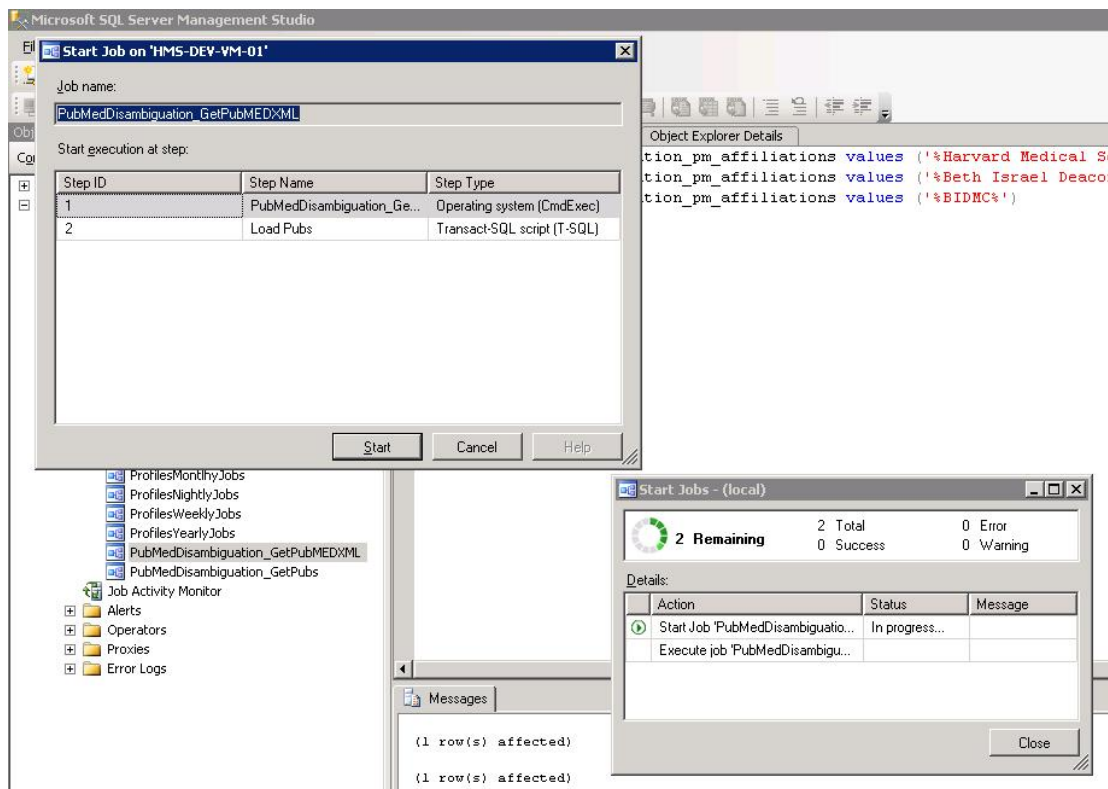 Microsoft SQL Server Management Studio
Start Job on 'HMS-DEV-VM-01'
Job name:
PubMedDisambiguation_GetPubMEDXML
Start execution at step:
Step ID Step Name Step Type
1 PubMedDisambiguation_Ge... Operating system (CmdExec)
2 Load Pubs Transact-SQL script (T-SQL)
Start Cancel Help
Object Explorer Details
tion_pm_affiliations values ('%Harvard Medical S
tion_pm_affiliations values ('%Beth Israel Deaco
tion_pm_affiliations values ('%BIDMC%')
ProfilesMontlhyJobs
ProfilesNightlyJobs
ProfilesWeeklyJobs
ProfilesYearlyJobs
PubMedDisambiguation_GetPubMEDXML
PubMedDisambiguation_GetPubs
Job Activity Monitor
Alerts
Operators
Proxies
Error Logs
Start Jobs - (local)
2 Remaining
2 Total 0 Error
0 Success 0 Warning
Details:
Action Status Message
Start Job 'PubMedDisambiguatio... In progress...
Execute job 'PubMedDisambigu...
Close
Messages
(1 row(s) affected)
(1 row(s) affected)